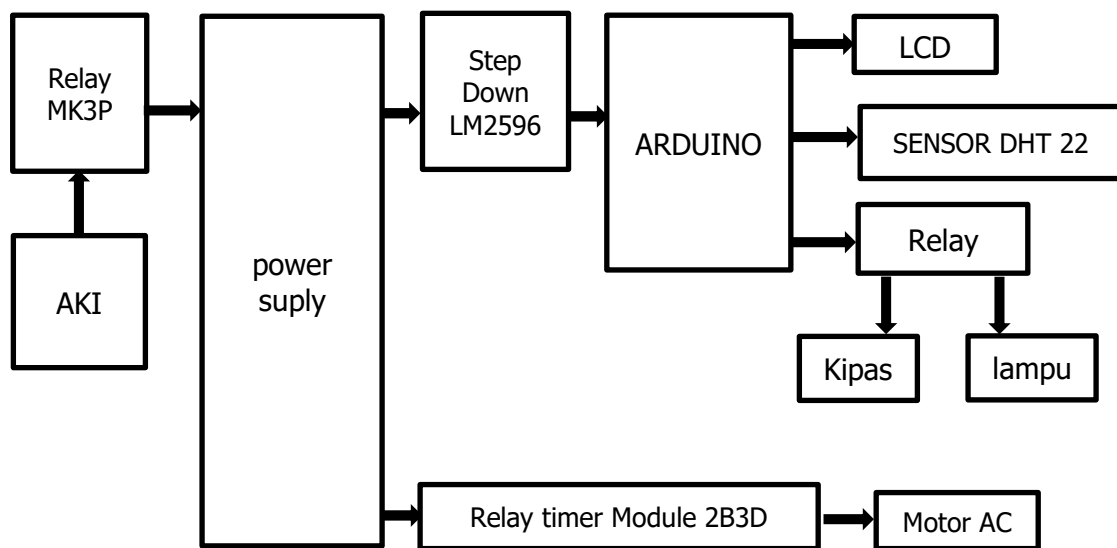 Relay
MK3P
AKI
power
suply
Step
Down
LM2596
ARDUINO
LCD
SENSOR DHT 22
Relay
Kipas
lampu
Relay timer Module 2B3D
Motor AC